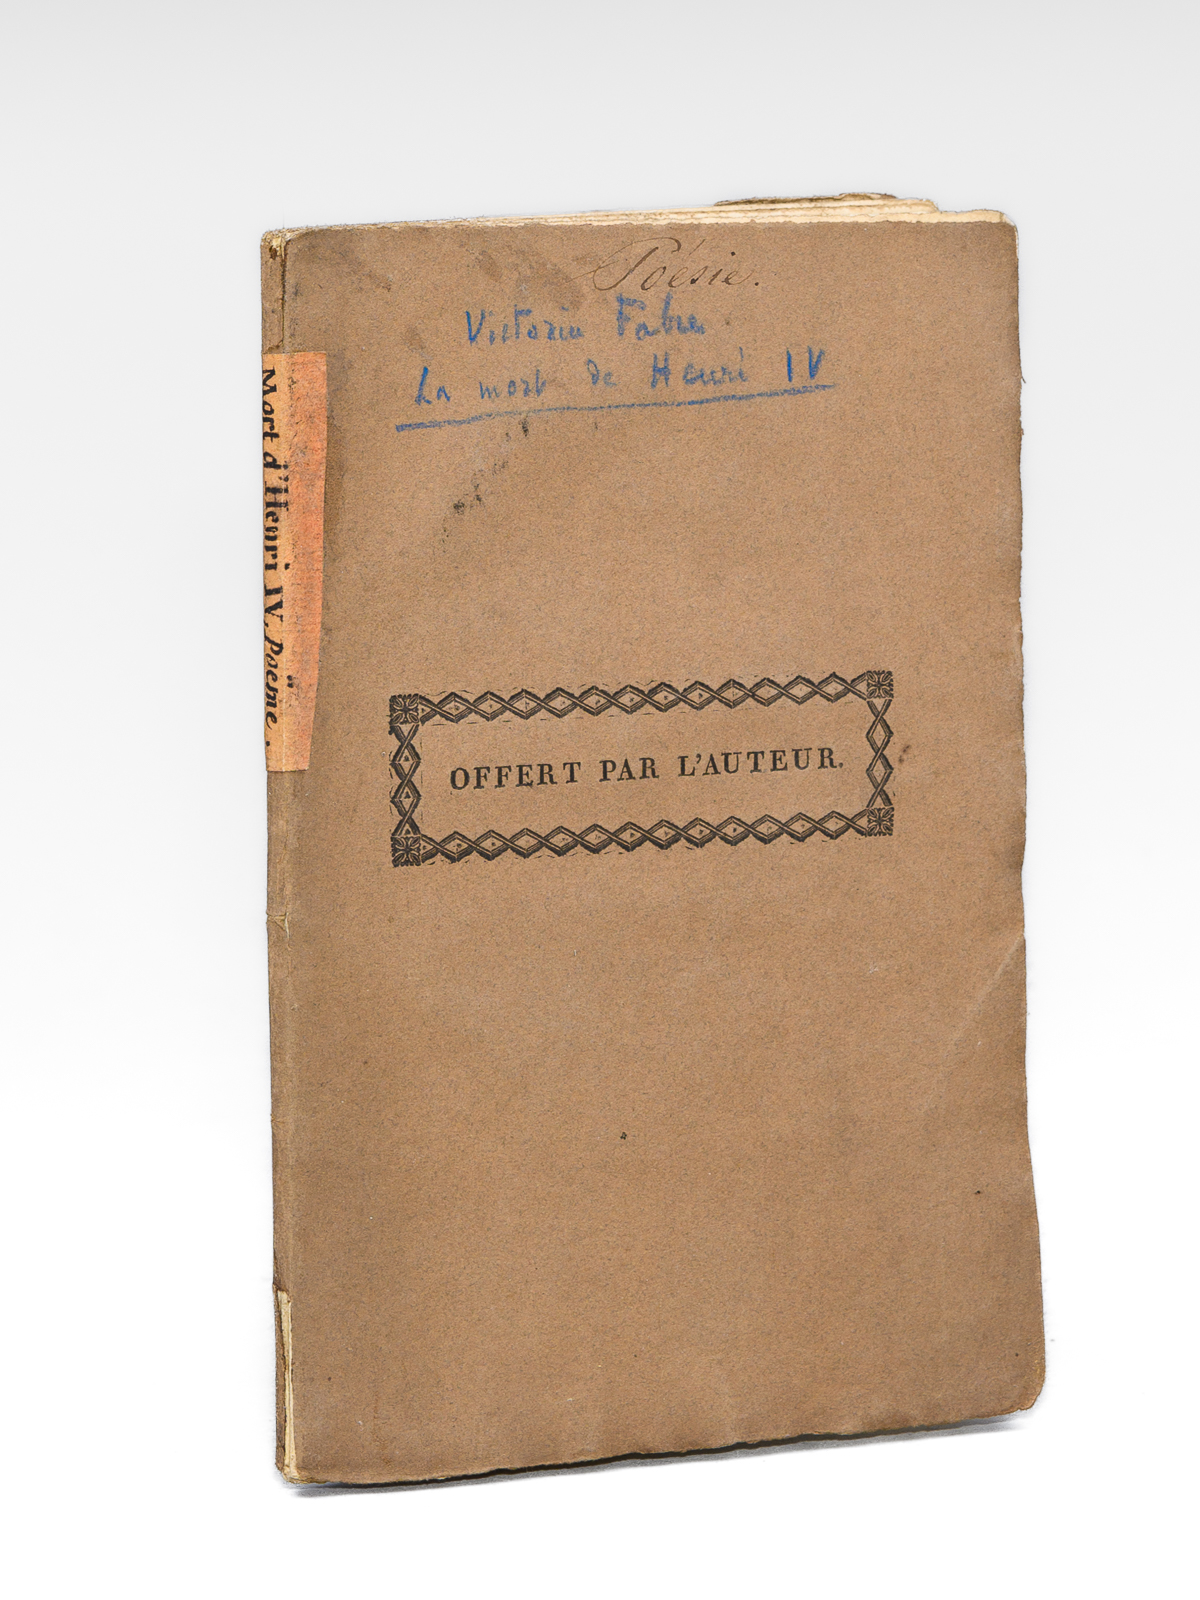 Poésie.
Victorin Fabre
La mort de Henri IV
Mort d'Henri IV, Poëme.
OFFERT PAR L'AUTEUR.